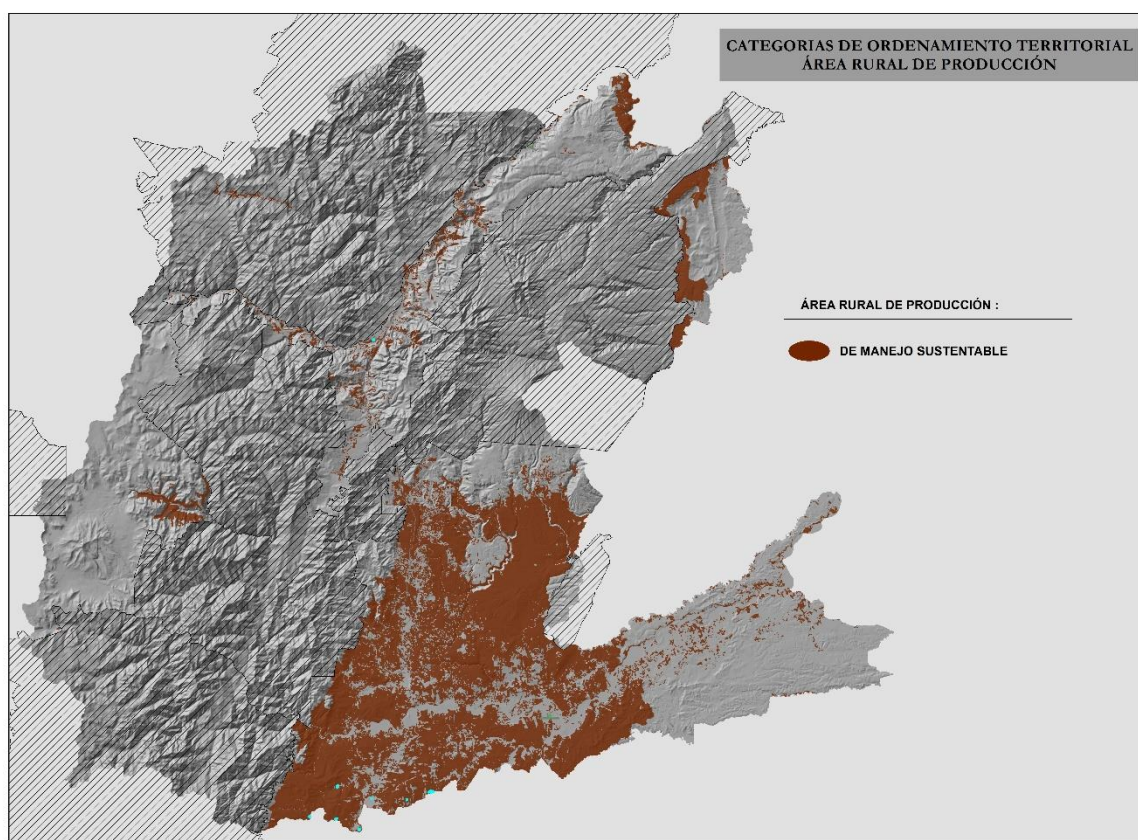 CATEGORIAS DE ORDENAMIENTO TERRITORIAL
ÁREA RURAL DE PRODUCCIÓN
ÁREA RURAL DE PRODUCCIÓN :
DE MANEJO SUSTENTABLE